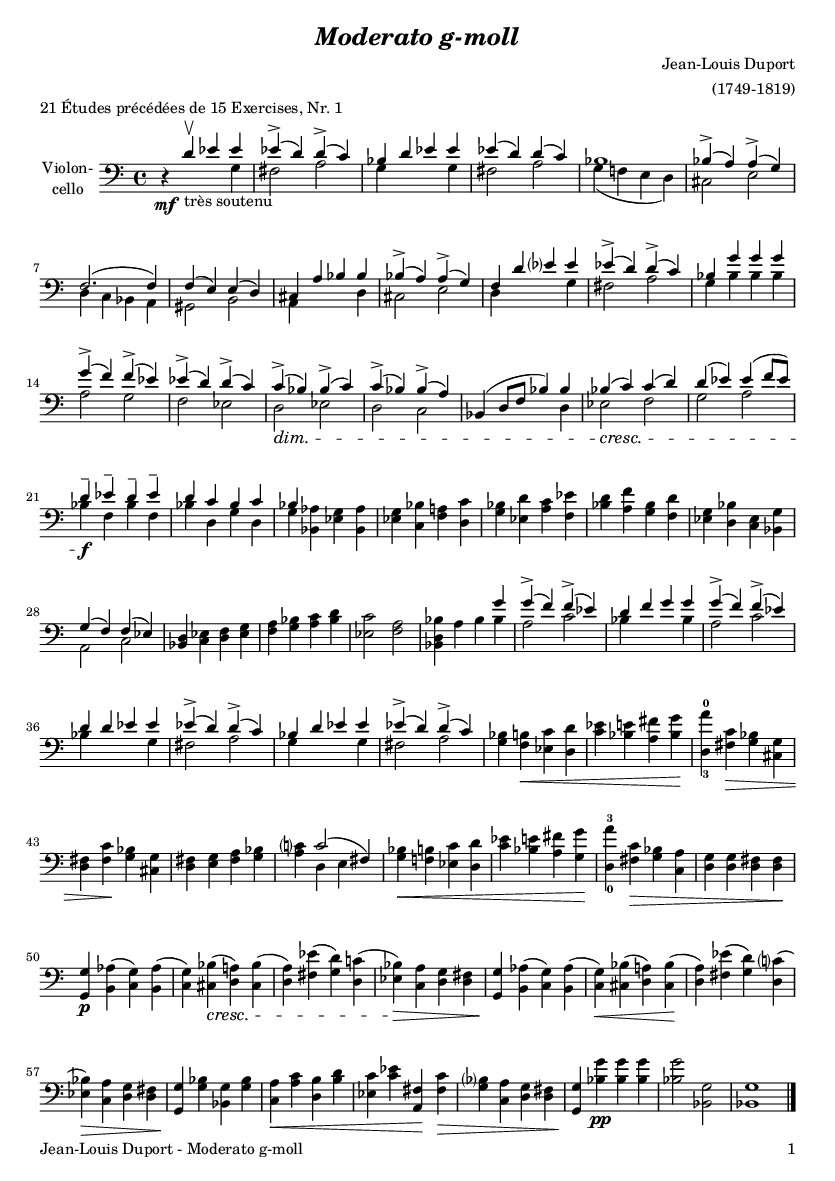 Moderato g-moll
Jean-Louis Duport
(1749-1819)
21 Études précédées de 15 Exercises, Nr. 1
Violon-
cello
mf très soutenu
7
14
dim. cresc.
21
f
28
36
0
3
43
3
0
50
p cresc.
57
pp
Jean-Louis Duport - Moderato g-moll 1